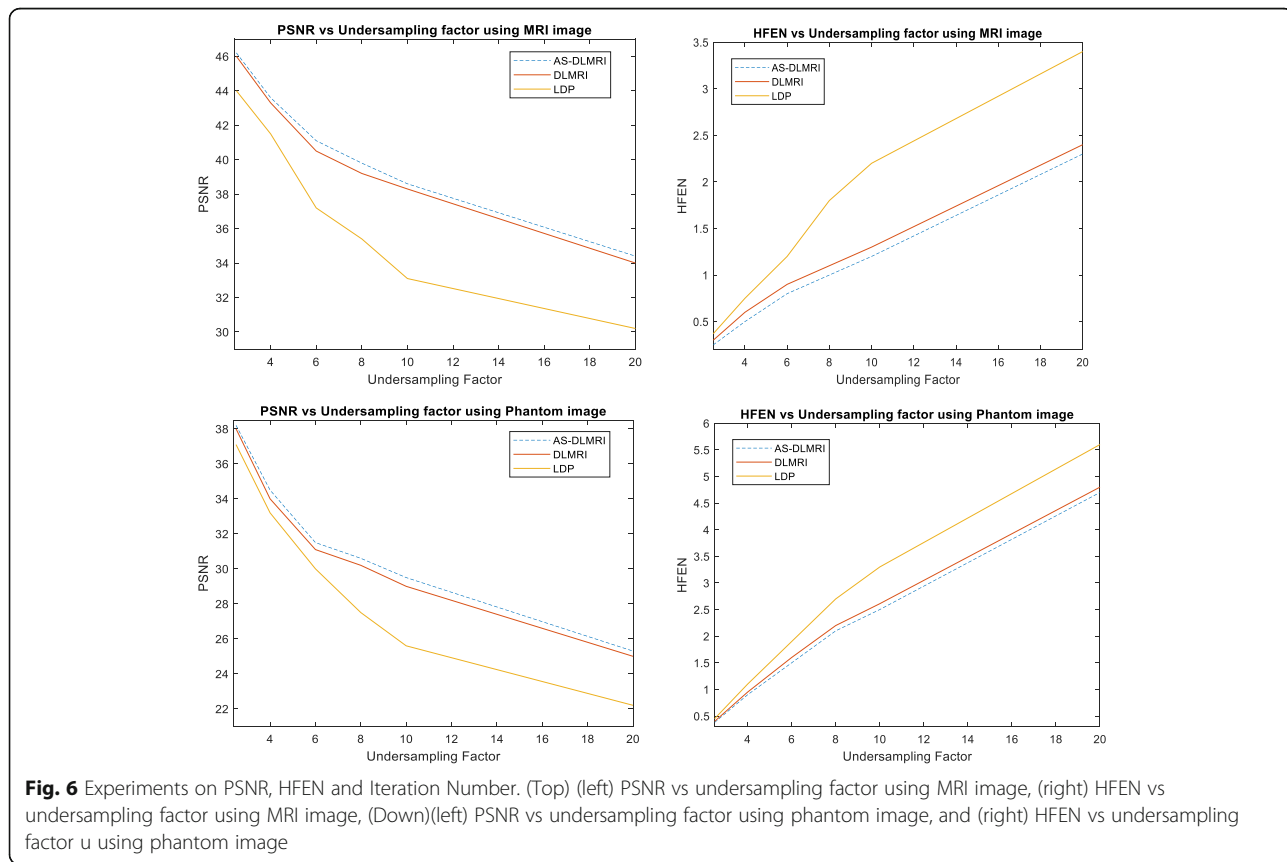 PSNR vs Undersampling factor using MRI image
46
44
42
40
38
36
34
32
30
PSNR
AS-DLMRI
DLMRI
LDP
4 6 8 10 12 14 16 18 20
Undersampling Factor
HFEN vs Undersampling factor using MRI image
3.5
3
2.5
2
1.5
1
0.5
HFEN
AS-DLMRI
DLMRI
LDP
4 6 8 10 12 14 16 18 20
Undersampling Factor
PSNR vs Undersampling factor using Phantom image
38
36
34
32
30
28
26
24
22
PSNR
AS-DLMRI
DLMRI
LDP
4 6 8 10 12 14 16 18 20
Undersampling Factor
HFEN vs Undersampling factor using Phantom image
6
5.5
5
4.5
4
3.5
3
2.5
2
1.5
1
0.5
HFEN
AS-DLMRI
DLMRI
LDP
4 6 8 10 12 14 16 18 20
Undersampling Factor
Fig. 6 Experiments on PSNR, HFEN and Iteration Number. (Top) (left) PSNR vs undersampling factor using MRI image, (right) HFEN vs
undersampling factor using MRI image, (Down)(left) PSNR vs undersampling factor using phantom image, and (right) HFEN vs undersampling
factor u using phantom image